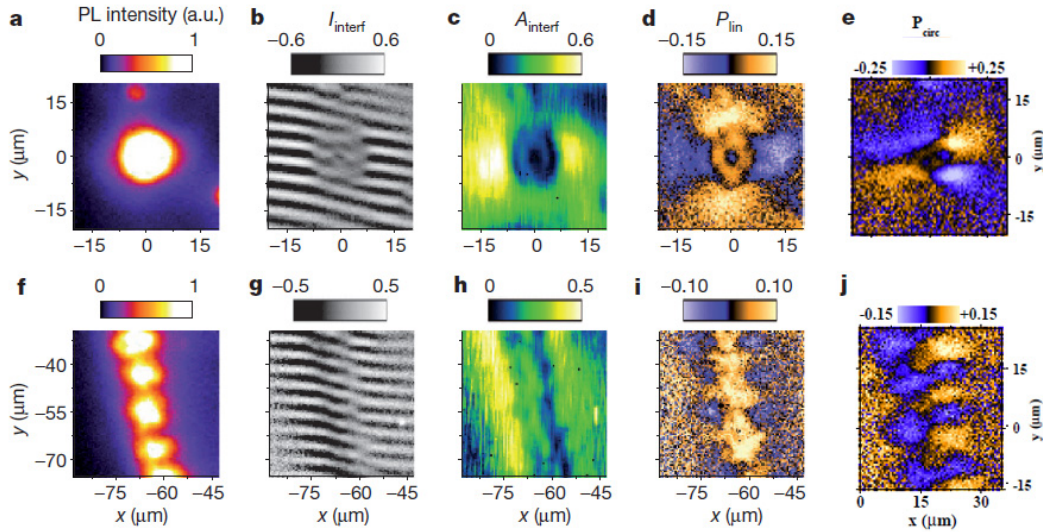 a PL intensity (a.u.) b I_interf c A_interf d P_lin e P_circ
0 1 −0.6 0.6 0 0.6 −0.15 0.15 -0.25 +0.25
15
0
−15
y (μm)
−15 0 15 −15 0 15 −15 0 15 −15 0 15
15
0
-15
y (μm)
f g h i j
0 1 −0.5 0.5 0 0.5 −0.10 0.10 -0.15 +0.15
−40
−55
−70
y (μm)
−75 −60 −45 −75 −60 −45 −75 −60 −45 −75 −60 −45
x (μm) x (μm) x (μm) x (μm)
15
0
-15
y (μm)
0 15 30
x (μm)